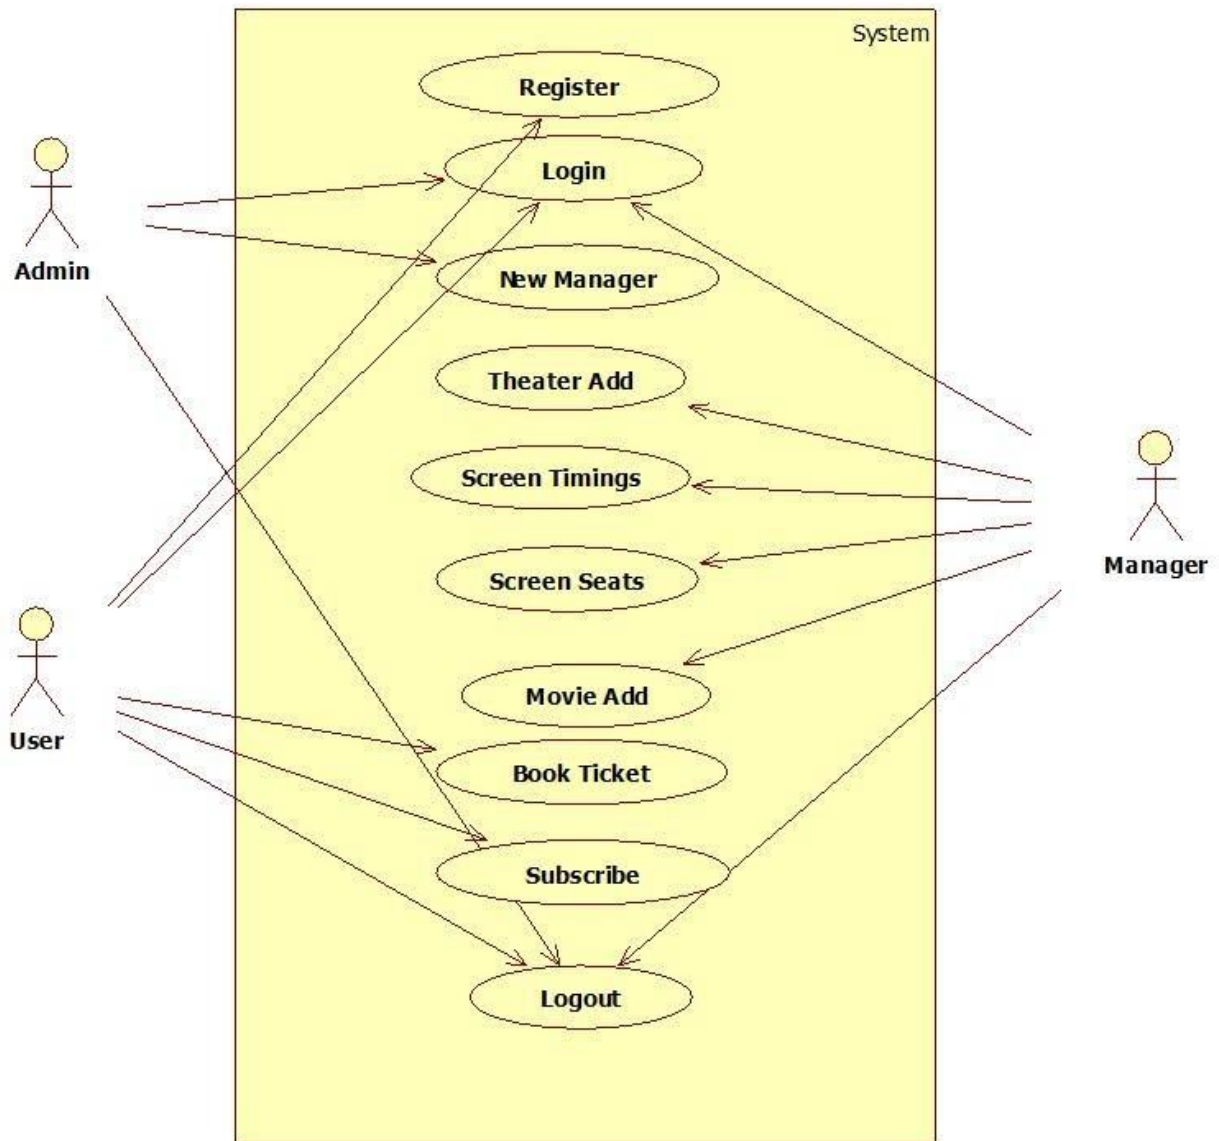 System
Register
Login
Admin
New Manager
Theater Add
Screen Timings
Screen Seats
Manager
Movie Add
User
Book Ticket
Subscribe
Logout